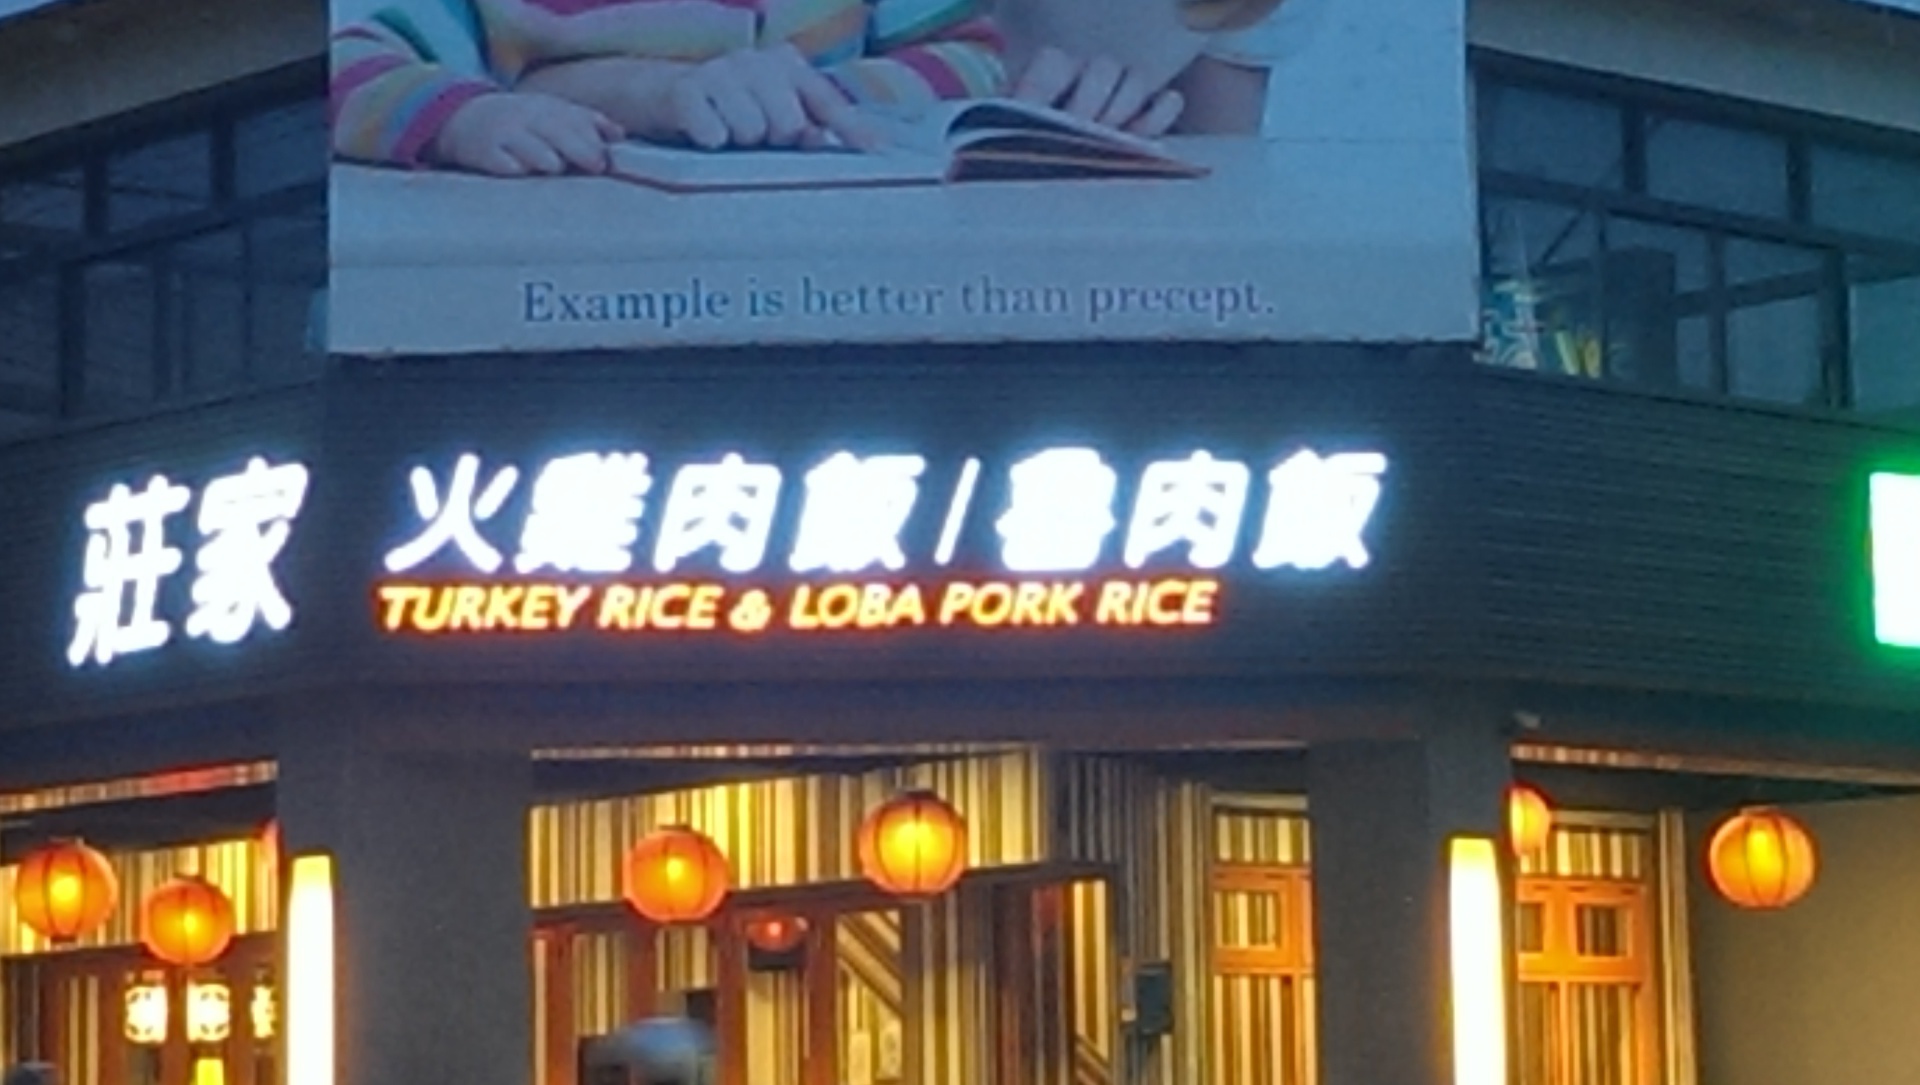 Example is better than precept.
莊家 火雞肉飯/魯肉飯
TURKEY RICE & LOBA PORK RICE